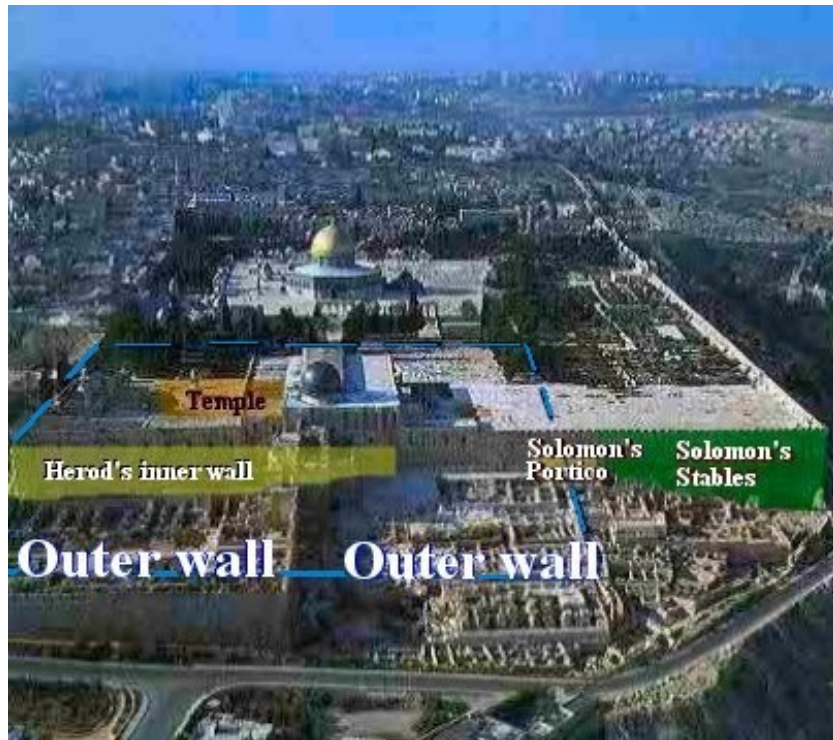 Temple
Herod's inner wall
Solomon's
Portico
Solomon's
Stables
Outer wall
Outer wall